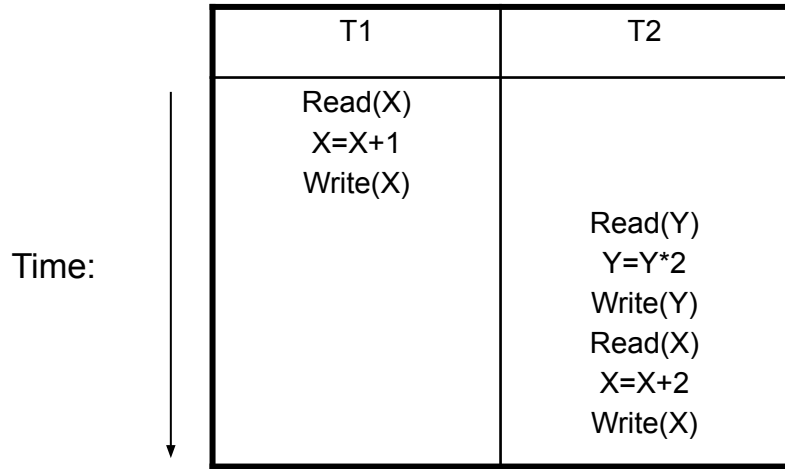 T1 T2
Read(X)
X=X+1
Write(X)
Read(Y)
Time: Y=Y*2
Write(Y)
Read(X)
X=X+2
Write(X)